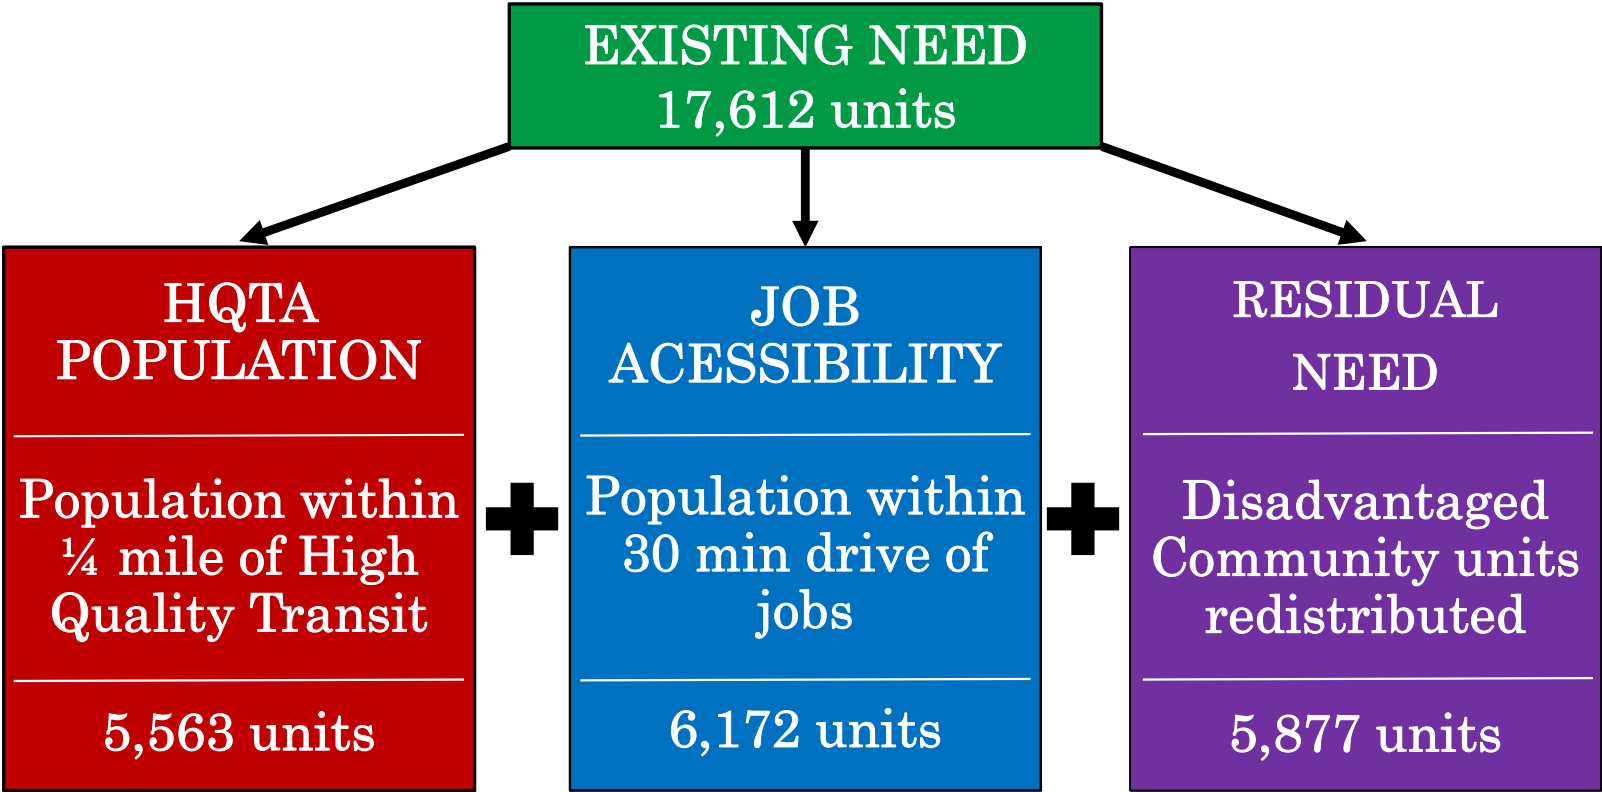 EXISTING NEED
17,612 units
HQTA
POPULATION
Population within
¼ mile of High
Quality Transit
5,563 units
JOB
ACESSIBILITY
Population within
30 min drive of
jobs
6,172 units
RESIDUAL
NEED
Disadvantaged
Community units
redistributed
5,877 units